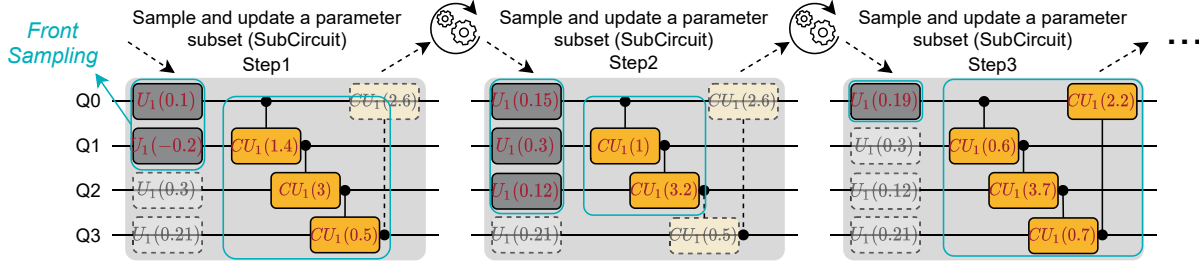 Front
Sampling
Sample and update a parameter
subset (SubCircuit)
Step1
Q0
Q1
Q2
Q3
U₁(0.1)
U₁(−0.2)
U₁(0.3)
U₁(0.21)
CU₁(2.6)
CU₁(1.4)
CU₁(3)
CU₁(0.5)
Sample and update a parameter
subset (SubCircuit)
Step2
U₁(0.15)
U₁(0.3)
U₁(0.12)
U₁(0.21)
CU₁(2.6)
CU₁(1)
CU₁(3.2)
CU₁(0.5)
Sample and update a parameter
subset (SubCircuit)
Step3
U₁(0.19)
U₁(0.3)
U₁(0.12)
U₁(0.21)
CU₁(2.2)
CU₁(0.6)
CU₁(3.7)
CU₁(0.7)
...